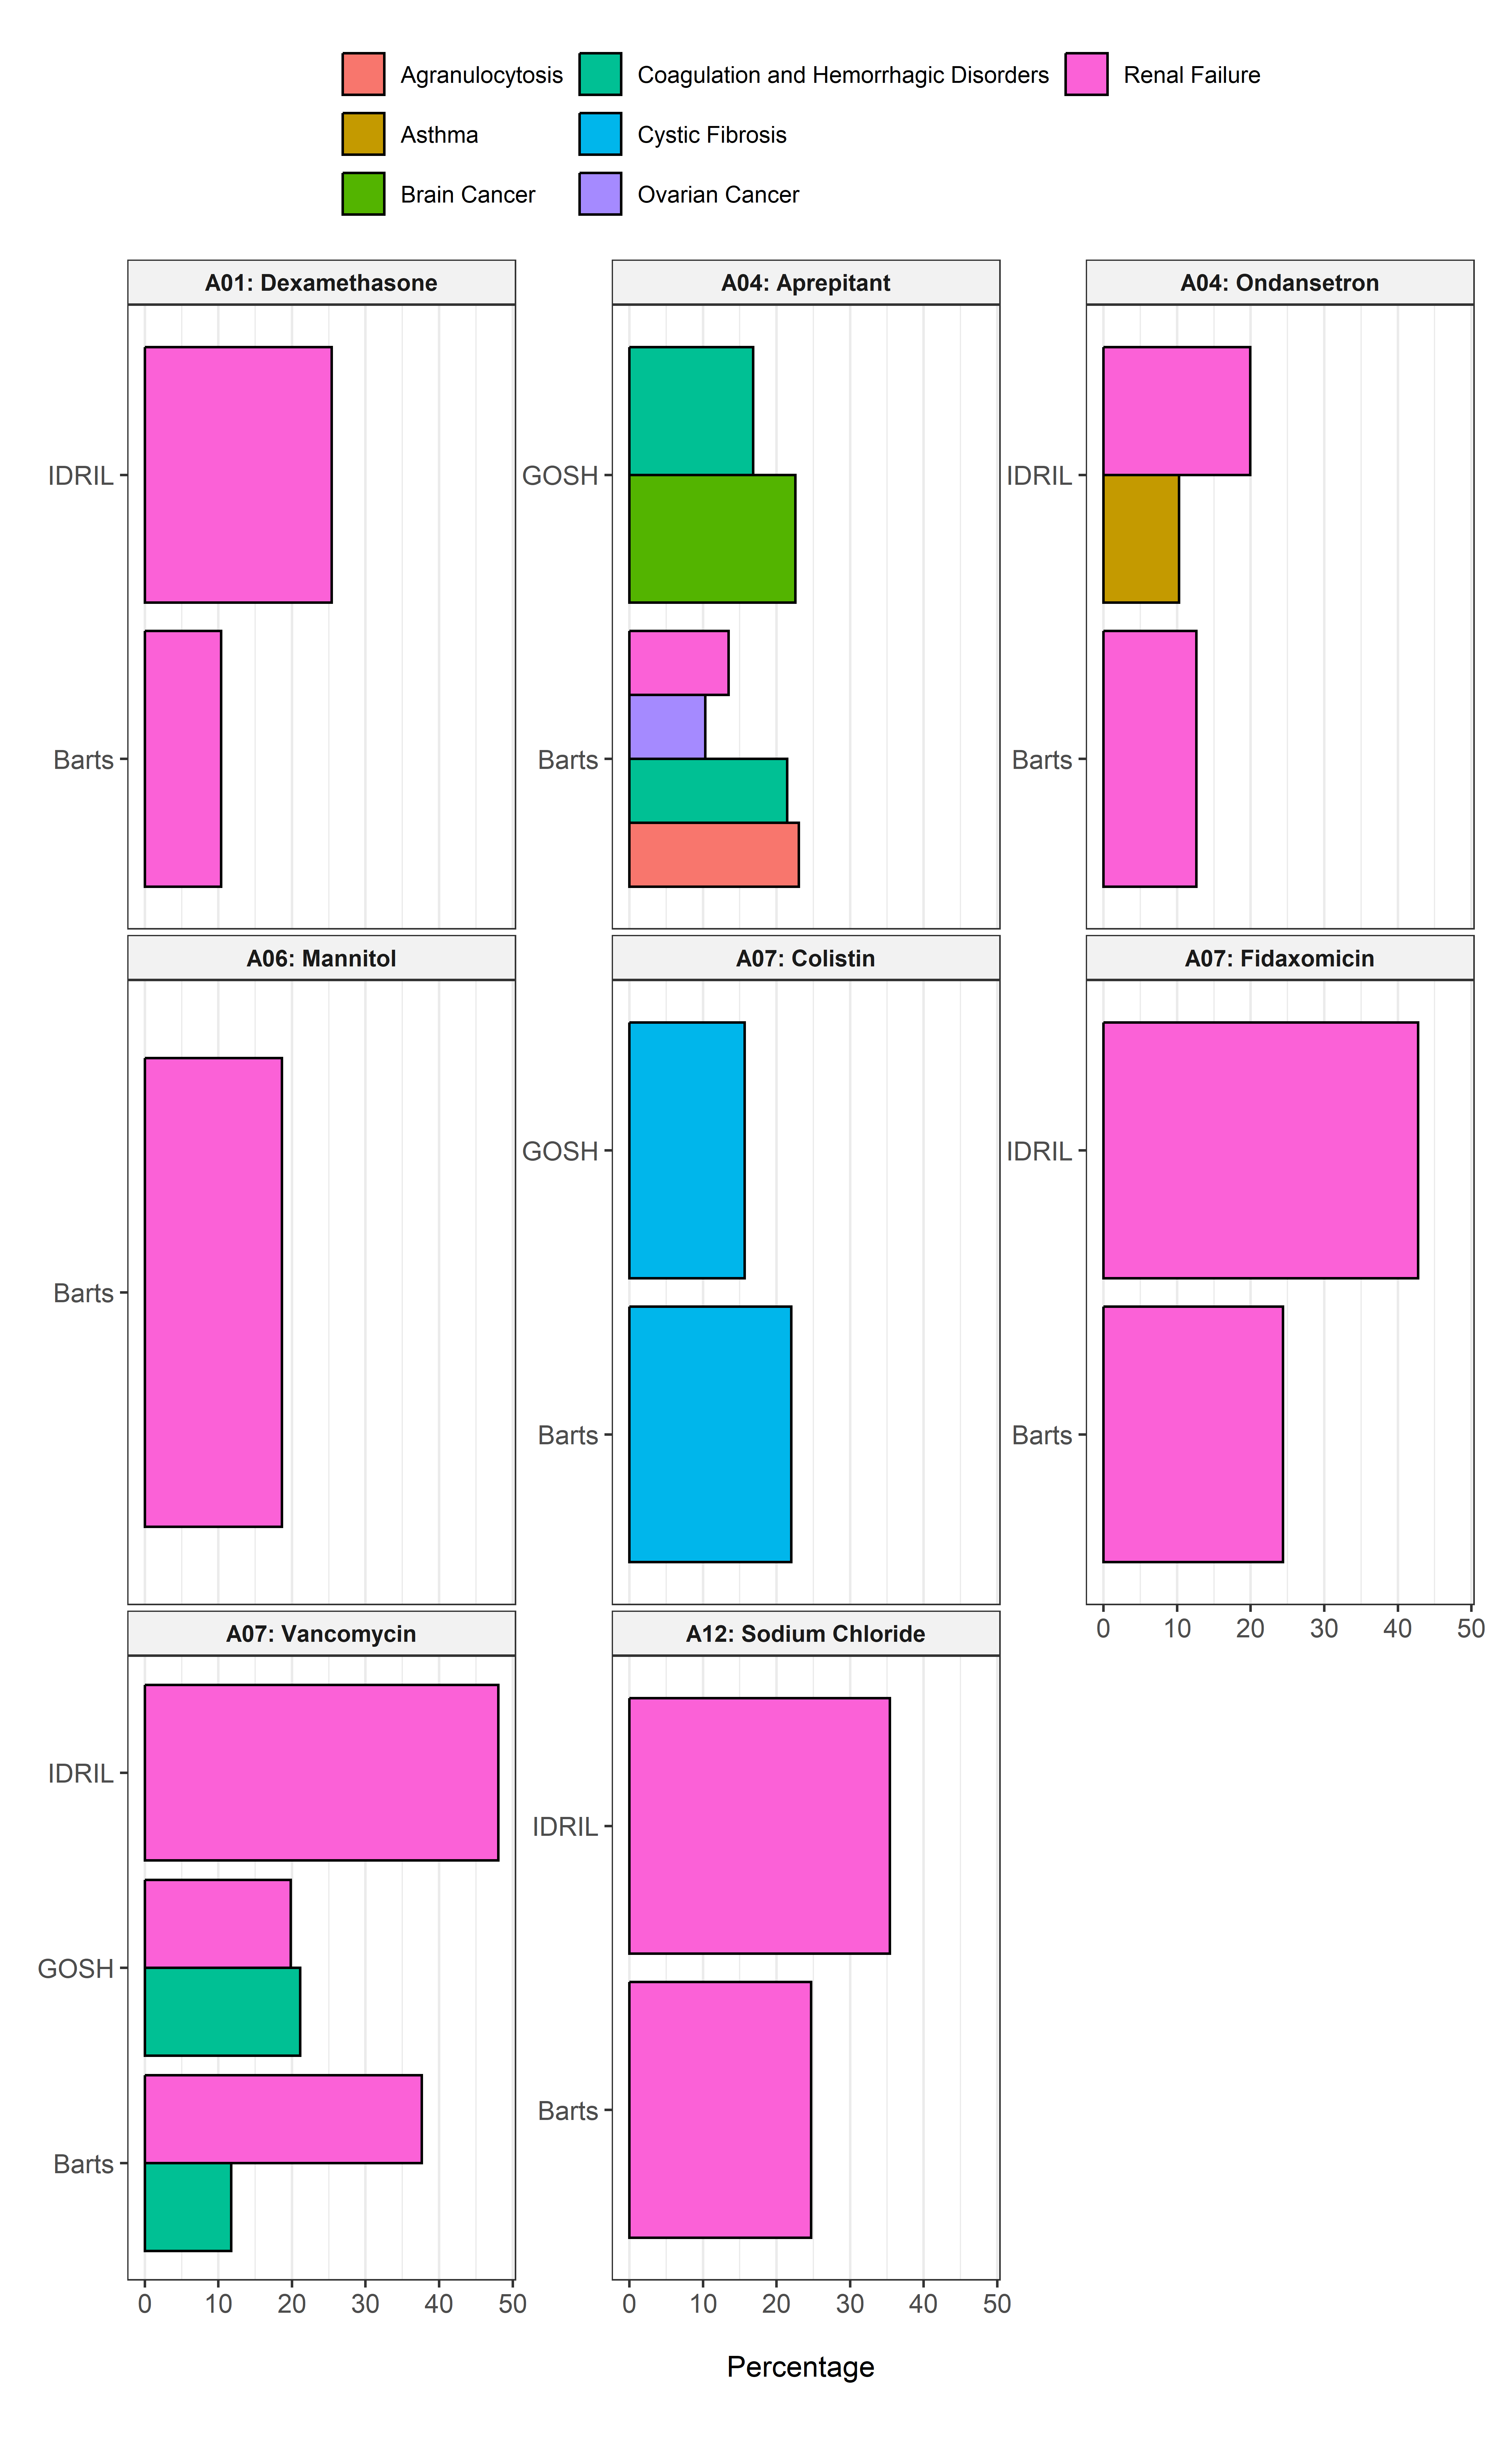 Agranulocytosis Coagulation and Hemorrhagic Disorders Renal Failure
Asthma Cystic Fibrosis
Brain Cancer Ovarian Cancer
A01: Dexamethasone A04: Aprepitant A04: Ondansetron
IDRIL GOSH IDRIL
Barts Barts Barts
A06: Mannitol A07: Colistin A07: Fidaxomicin
GOSH IDRIL
Barts
Barts Barts
0 10 20 30 40 50
A07: Vancomycin A12: Sodium Chloride
IDRIL
IDRIL
GOSH
Barts
Barts
0 10 20 30 40 50 0 10 20 30 40 50
Percentage